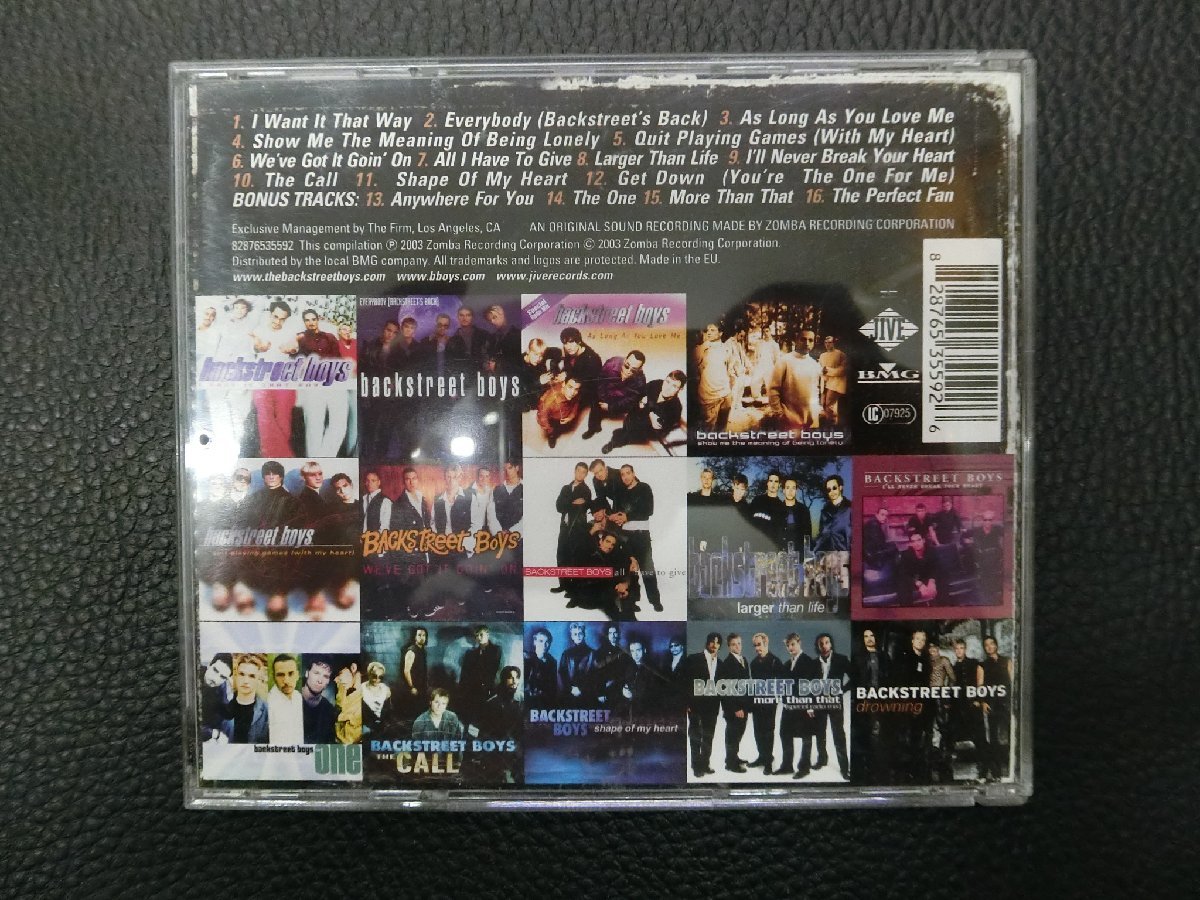 1. I Want It That Way 2. Everybody (Backstreet's Back) 3. As Long As You Love Me
4. Show Me The Meaning Of Being Lonely 5. Quit Playing Games (With My Heart)
6. We've Got It Goin' On 7. All I Have To Give 8. Larger Than Life 9. I'll Never Break Your Heart
10. The Call 11. Shape Of My Heart 12. Get Down (You're The One For Me)
BONUS TRACKS: 13. Anywhere For You 14. The One 15. More Than That 16. The Perfect Fan
Exclusive Management by The Firm, Los Angeles, CA AN ORIGINAL SOUND RECORDING MADE BY ZOMBA RECORDING CORPORATION
82876535592 This compilation ℗ 2003 Zomba Recording Corporation © 2003 Zomba Recording Corporation.
Distributed by the local BMG company. All trademarks and logos are protected. Made in the EU.
www.thebackstreetboys.com www.bboys.com www.jiverecords.com
8 28765 35592 6
JIVE
BMG
LC 07925
backstreet boys
EVERYBODY (BACKSTREET'S BACK)
backstreet boys
backstreet boys
As Long As You Love Me
backstreet boys
show me the meaning of being lonely
backstreet boys
quit playing games (with my heart)
BACKSTREET BOYS
WE'VE GOT IT GOIN' ON
BACKSTREET BOYS all have to give
backstreet boys
larger than life
BACKSTREET BOYS
I'LL NEVER BREAK YOUR HEART
backstreet boys
one
BACKSTREET BOYS
THE CALL
BACKSTREET
BOYS shape of my heart
BACKSTREET BOYS
more than that
BACKSTREET BOYS
drowning